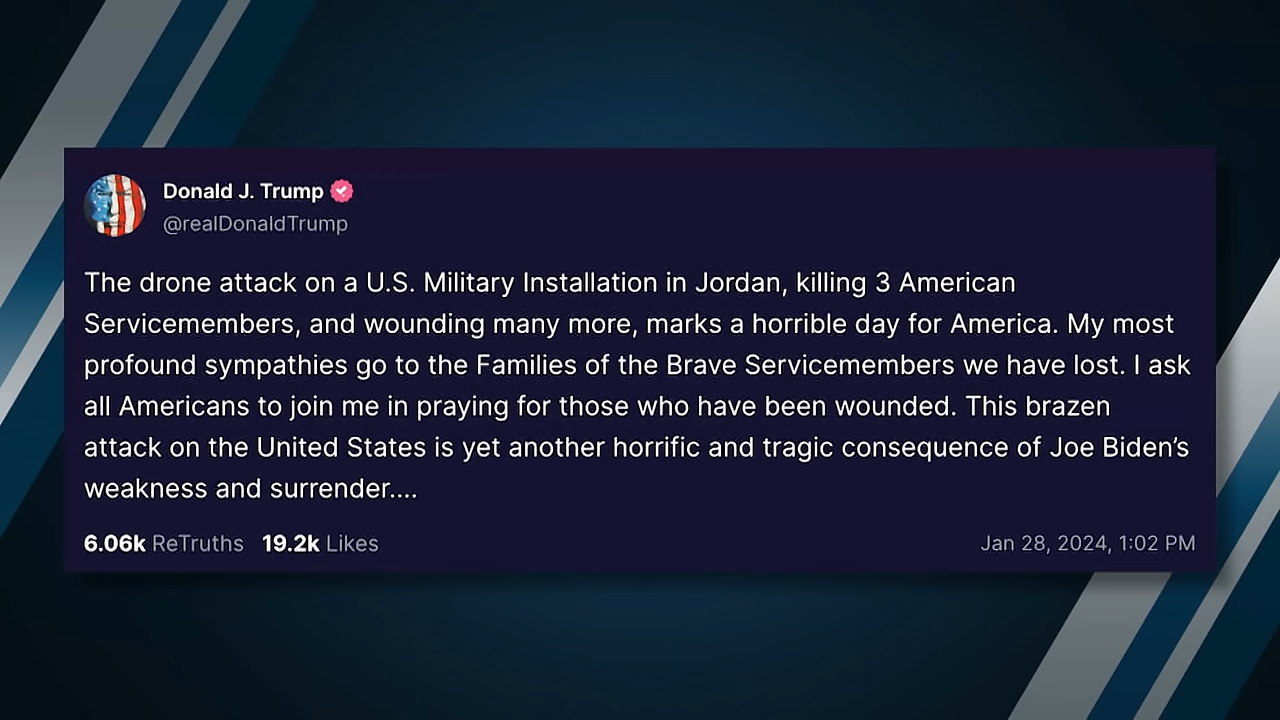 Donald J. Trump
@realDonaldTrump
The drone attack on a U.S. Military Installation in Jordan, killing 3 American
Servicemembers, and wounding many more, marks a horrible day for America. My most
profound sympathies go to the Families of the Brave Servicemembers we have lost. I ask
all Americans to join me in praying for those who have been wounded. This brazen
attack on the United States is yet another horrific and tragic consequence of Joe Biden’s
weakness and surrender....
6.06k ReTruths 19.2k Likes Jan 28, 2024, 1:02 PM